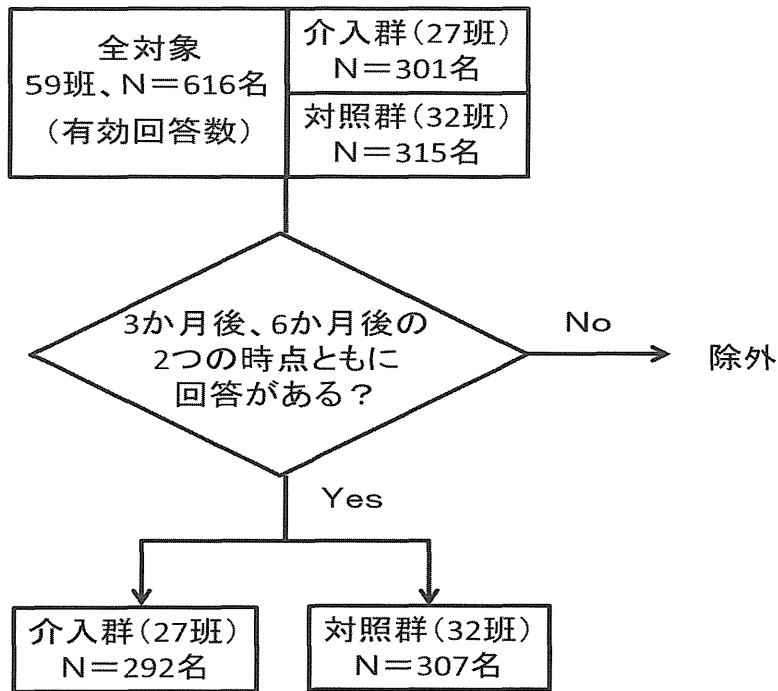 全対象
59班、N＝616名
（有効回答数）
介入群（27班）
N＝301名
対照群（32班）
N＝315名
3か月後、6か月後の
2つの時点ともに
回答がある？
No
除外
Yes
介入群（27班）
N＝292名
対照群（32班）
N＝307名